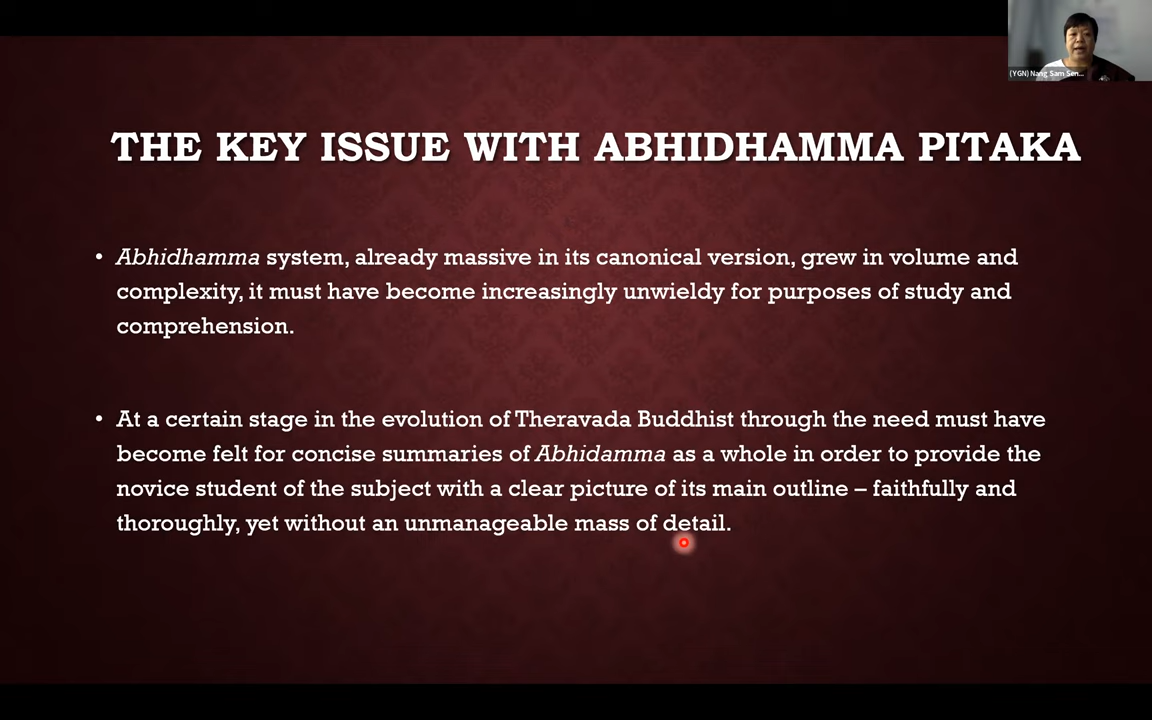 (YGN) Nang Sam Sen...
THE KEY ISSUE WITH ABHIDHAMMA PITAKA
• Abhidhamma system, already massive in its canonical version, grew in volume and
complexity, it must have become increasingly unwieldy for purposes of study and
comprehension.
• At a certain stage in the evolution of Theravada Buddhist through the need must have
become felt for concise summaries of Abhidamma as a whole in order to provide the
novice student of the subject with a clear picture of its main outline – faithfully and
thoroughly, yet without an unmanageable mass of detail.